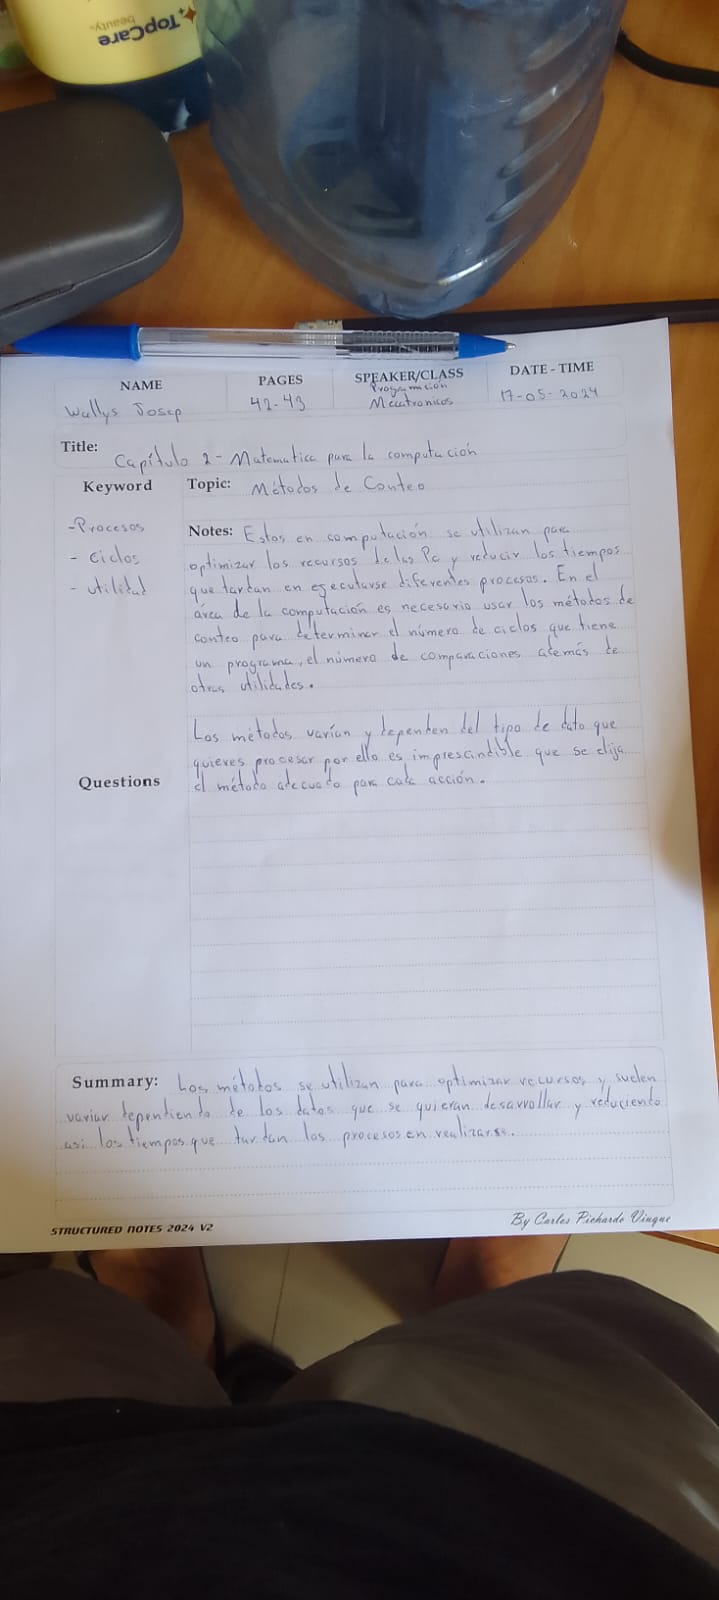 TopCare
beauty
NAME
PAGES
SPEAKER/CLASS
DATE - TIME
Wallys Josep
42-43
Programción
Mecatronicos
17-05-2024
Title: Capítulo 2 - Matematica para la computación
Keyword
Topic: Métodos de Conteo
-Procesos
- Ciclos
- utilidad
Notes: Estos en computación se utilizan para
optimizar los recursos de las Pc y reducir los tiempos
que tardan en ejecutarse diferentes procesos. En el
área de la computación es necesario usar los métodos de
conteo para determinar el número de ciclos que tiene
un programa, el número de comparaciones además de
otras utilidades.
Los métodos varían y dependen del tipo de dato que
quieres procesar por ello es imprescindible que se elija
el método adecuado para cada acción.
Questions
Summary: Los métodos se utilizan para optimizar recursos y suelen
variar dependiendo de los datos que se quieran desarrollar y reduciendo
asi los tiempos que tardan los procesos en realizarse.
STRUCTURED NOTES 2024 V2
By Carlos Pichardo Viuque